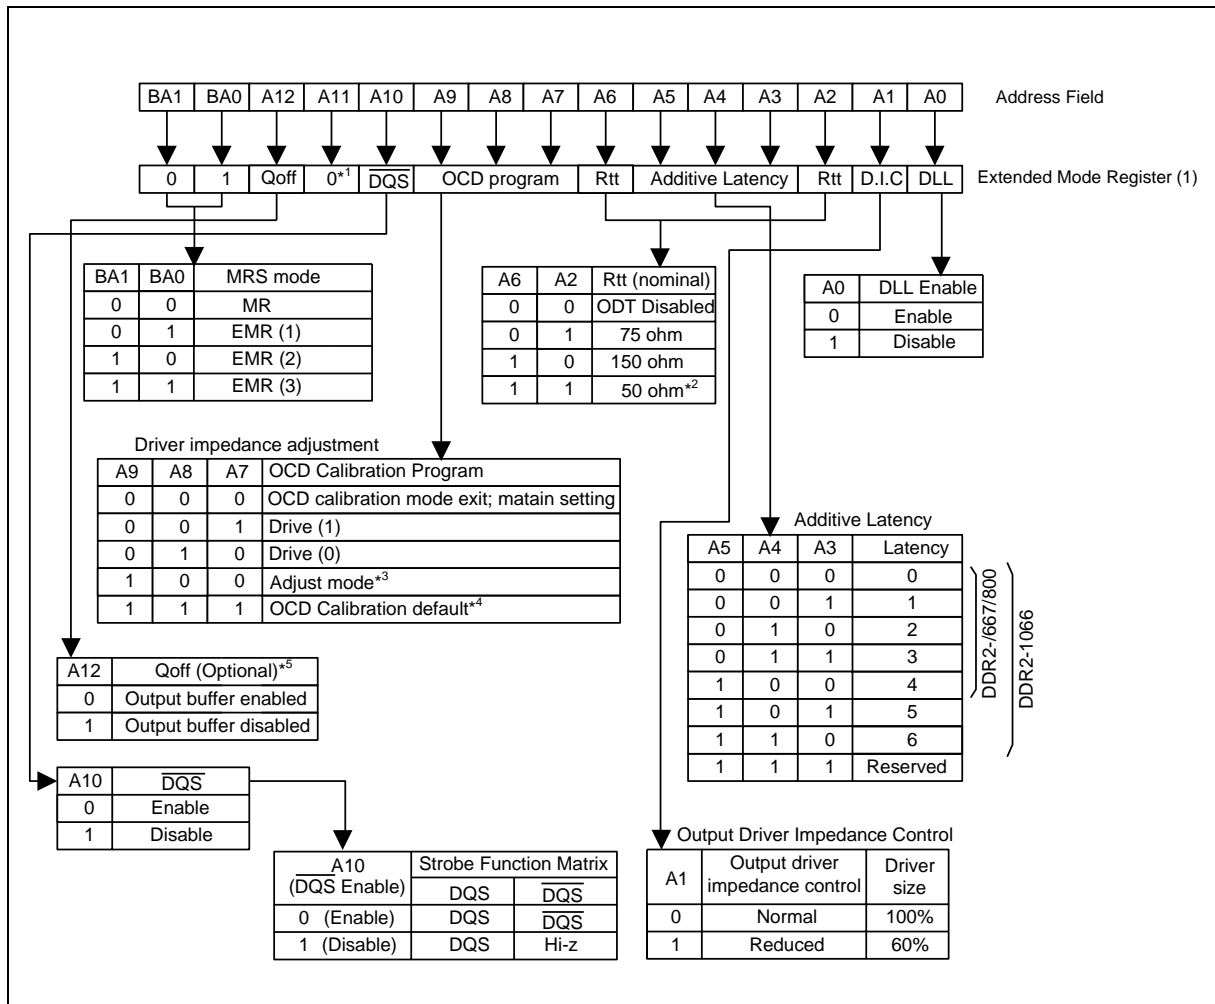 BA1 BA0 A12 A11 A10 A9 A8 A7 A6 A5 A4 A3 A2 A1 A0 Address Field
0 1 Qoff 0*1 DQS OCD program Rtt Additive Latency Rtt D.I.C DLL Extended Mode Register (1)
BA1 BA0 MRS mode
0 0 MR
0 1 EMR (1)
1 0 EMR (2)
1 1 EMR (3)
A6 A2 Rtt (nominal)
0 0 ODT Disabled
0 1 75 ohm
1 0 150 ohm
1 1 50 ohm*2
A0 DLL Enable
0 Enable
1 Disable
Driver impedance adjustment
A9 A8 A7 OCD Calibration Program
0 0 0 OCD calibration mode exit; matain setting
0 0 1 Drive (1)
0 1 0 Drive (0)
1 0 0 Adjust mode*3
1 1 1 OCD Calibration default*4
Additive Latency
A5 A4 A3 Latency
0 0 0 0
0 0 1 1
0 1 0 2
0 1 1 3
1 0 0 4
1 0 1 5
1 1 0 6
1 1 1 Reserved
DDR2-/667/800
DDR2-1066
A12 Qoff (Optional)*5
0 Output buffer enabled
1 Output buffer disabled
A10 DQS
0 Enable
1 Disable
A10 (DQS Enable) Strobe Function Matrix
DQS DQS
0 (Enable) DQS DQS
1 (Disable) DQS Hi-z
Output Driver Impedance Control
A1 Output driver impedance control Driver size
0 Normal 100%
1 Reduced 60%